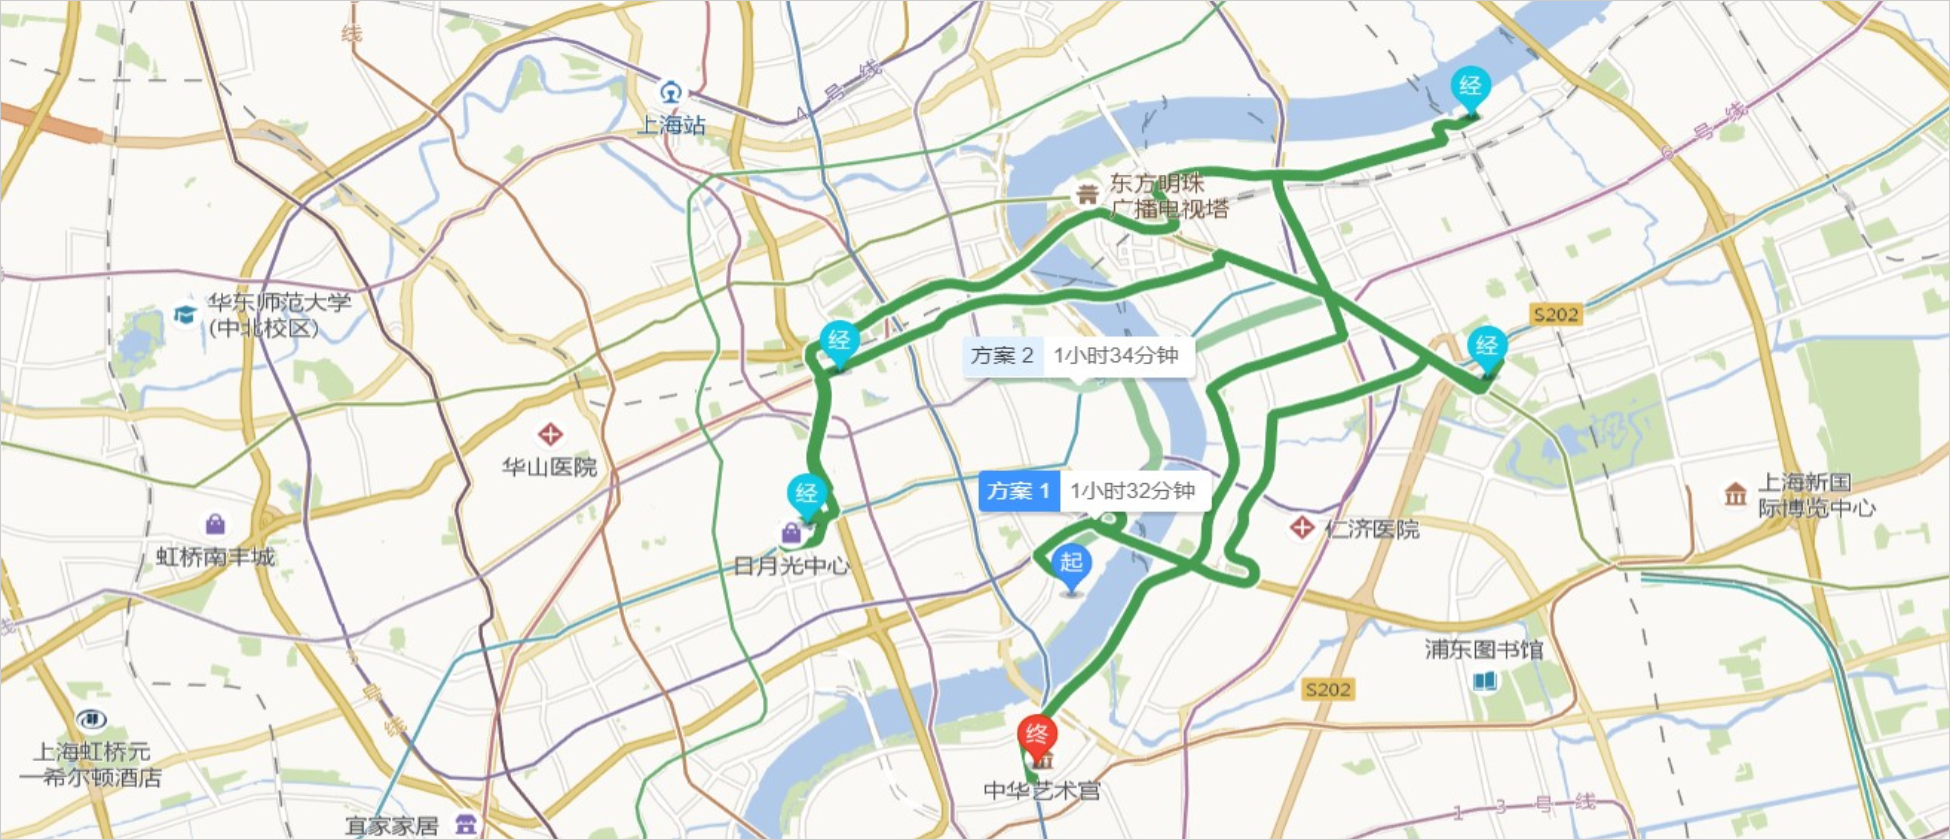 线
4号线
上海站
经
6号线
东方明珠
广播电视塔
华东师范大学
(中北校区)
S202
经
经
方案 2 1小时34分钟
华山医院
方案 1 1小时32分钟
经
上海新国
际博览中心
仁济医院
虹桥南丰城
日月光中心
起
线
5号线
浦东图书馆
S202
终
上海虹桥元
一希尔顿酒店
中华艺术宫
13号线
宜家家居